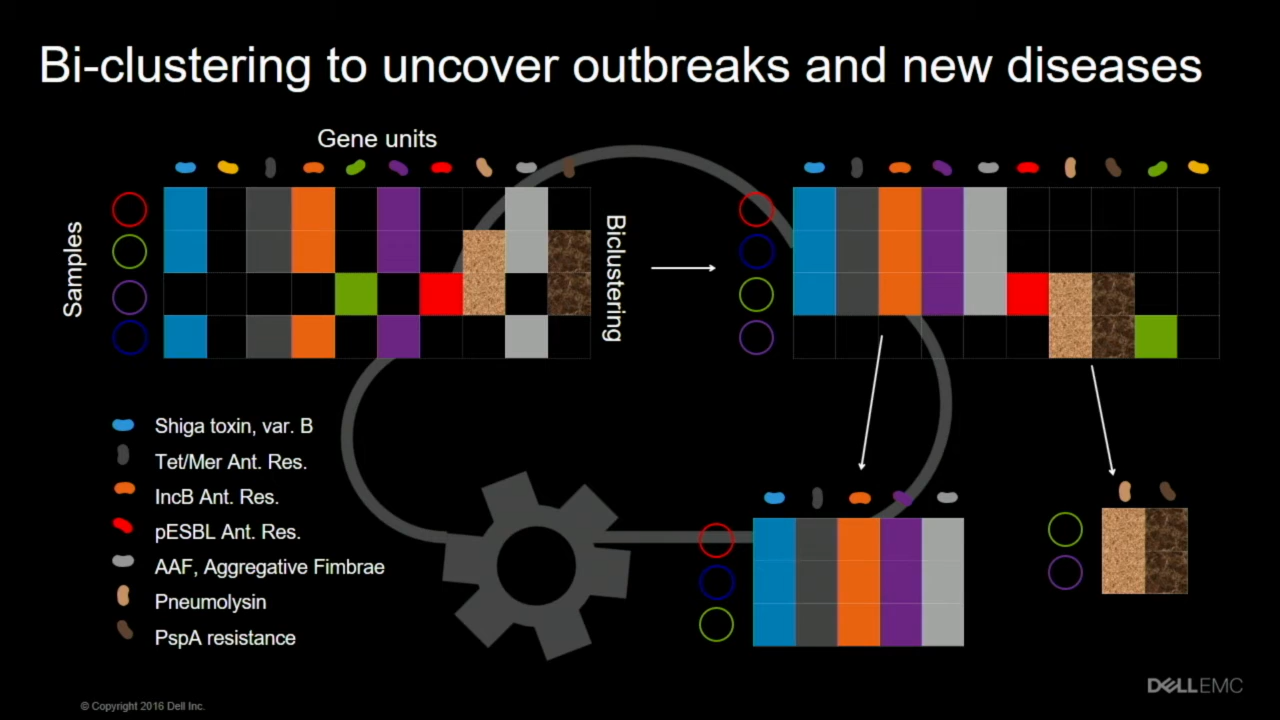 Bi-clustering to uncover outbreaks and new diseases
Gene units
Samples
Biclustering
Shiga toxin, var. B
Tet/Mer Ant. Res.
IncB Ant. Res.
pESBL Ant. Res.
AAF, Aggregative Fimbrae
Pneumolysin
PspA resistance
DELLEMC
© Copyright 2016 Dell Inc.